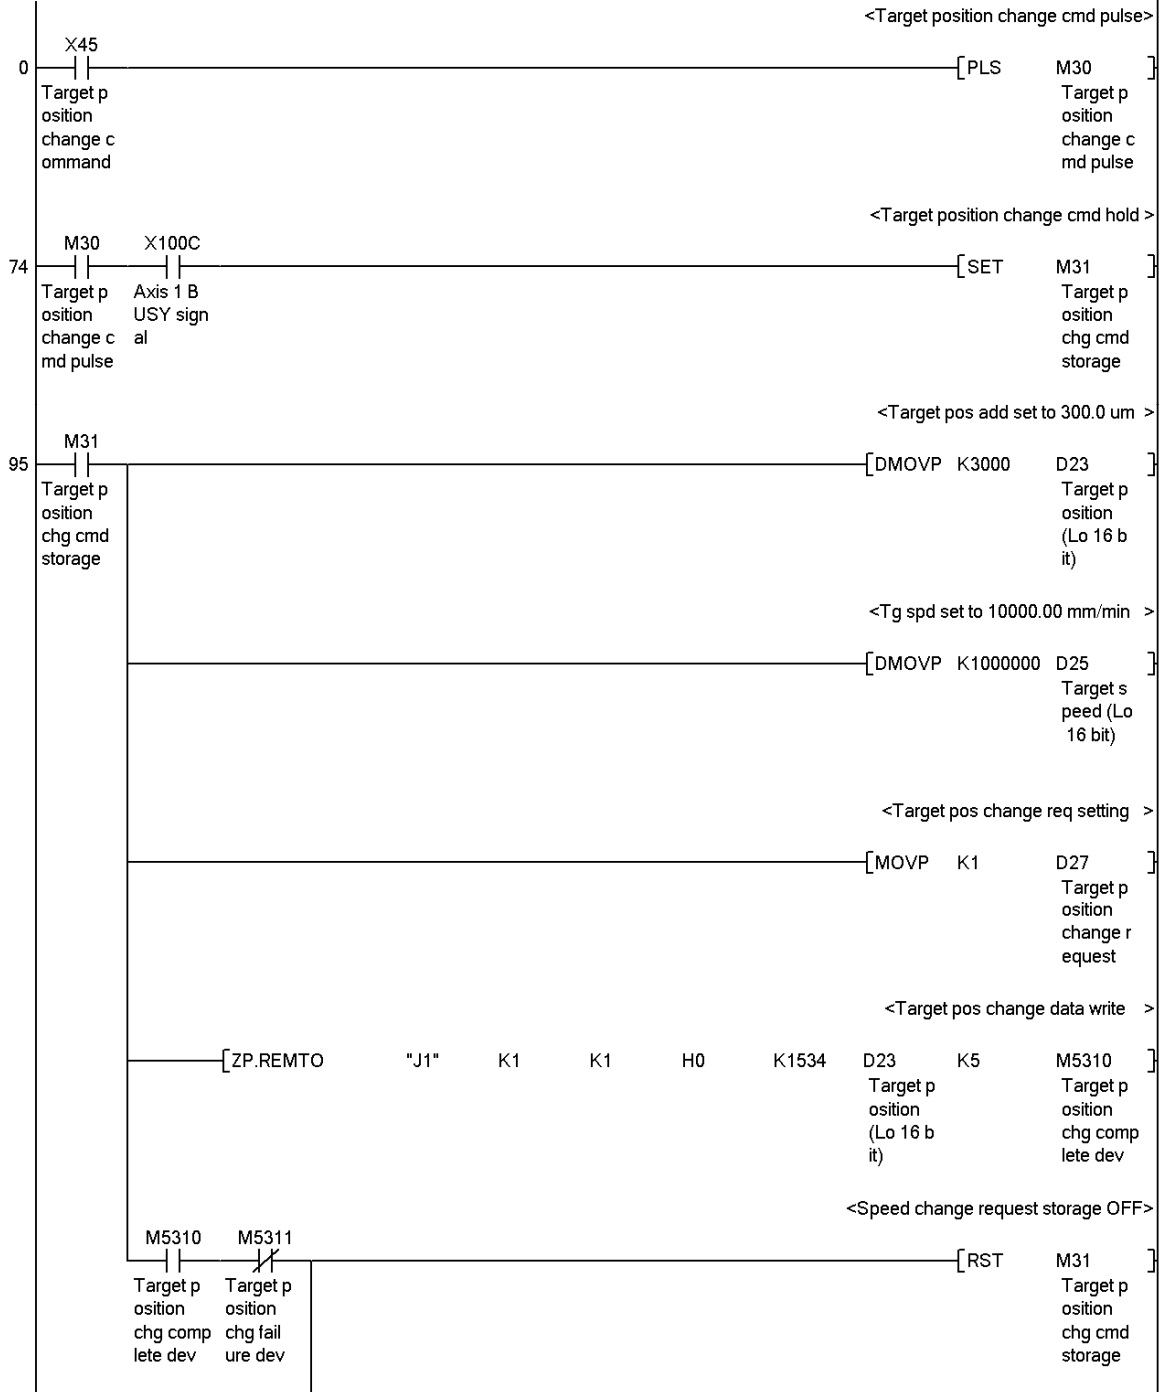 <Target position change cmd pulse>
X45
0
[PLS M30 ]
Target p
osition
change c
ommand
Target p
osition
change c
md pulse
<Target position change cmd hold >
M30 X100C
74
[SET M31 ]
Target p
osition
change c
md pulse
Axis 1 B
USY sign
al
Target p
osition
chg cmd
storage
<Target pos add set to 300.0 um >
M31
95
[DMOVP K3000 D23 ]
Target p
osition
chg cmd
storage
Target p
osition
(Lo 16 b
it)
<Tg spd set to 10000.00 mm/min >
[DMOVP K1000000 D25 ]
Target s
peed (Lo
16 bit)
<Target pos change req setting >
[MOVP K1 D27 ]
Target p
osition
change r
equest
<Target pos change data write >
[ZP.REMTO "J1" K1 K1 H0 K1534 D23 K5 M5310 ]
Target p
osition
(Lo 16 b
it)
Target p
osition
chg comp
lete dev
<Speed change request storage OFF>
M5310 M5311
[RST M31 ]
Target p
osition
chg comp
lete dev
Target p
osition
chg fail
ure dev
Target p
osition
chg cmd
storage